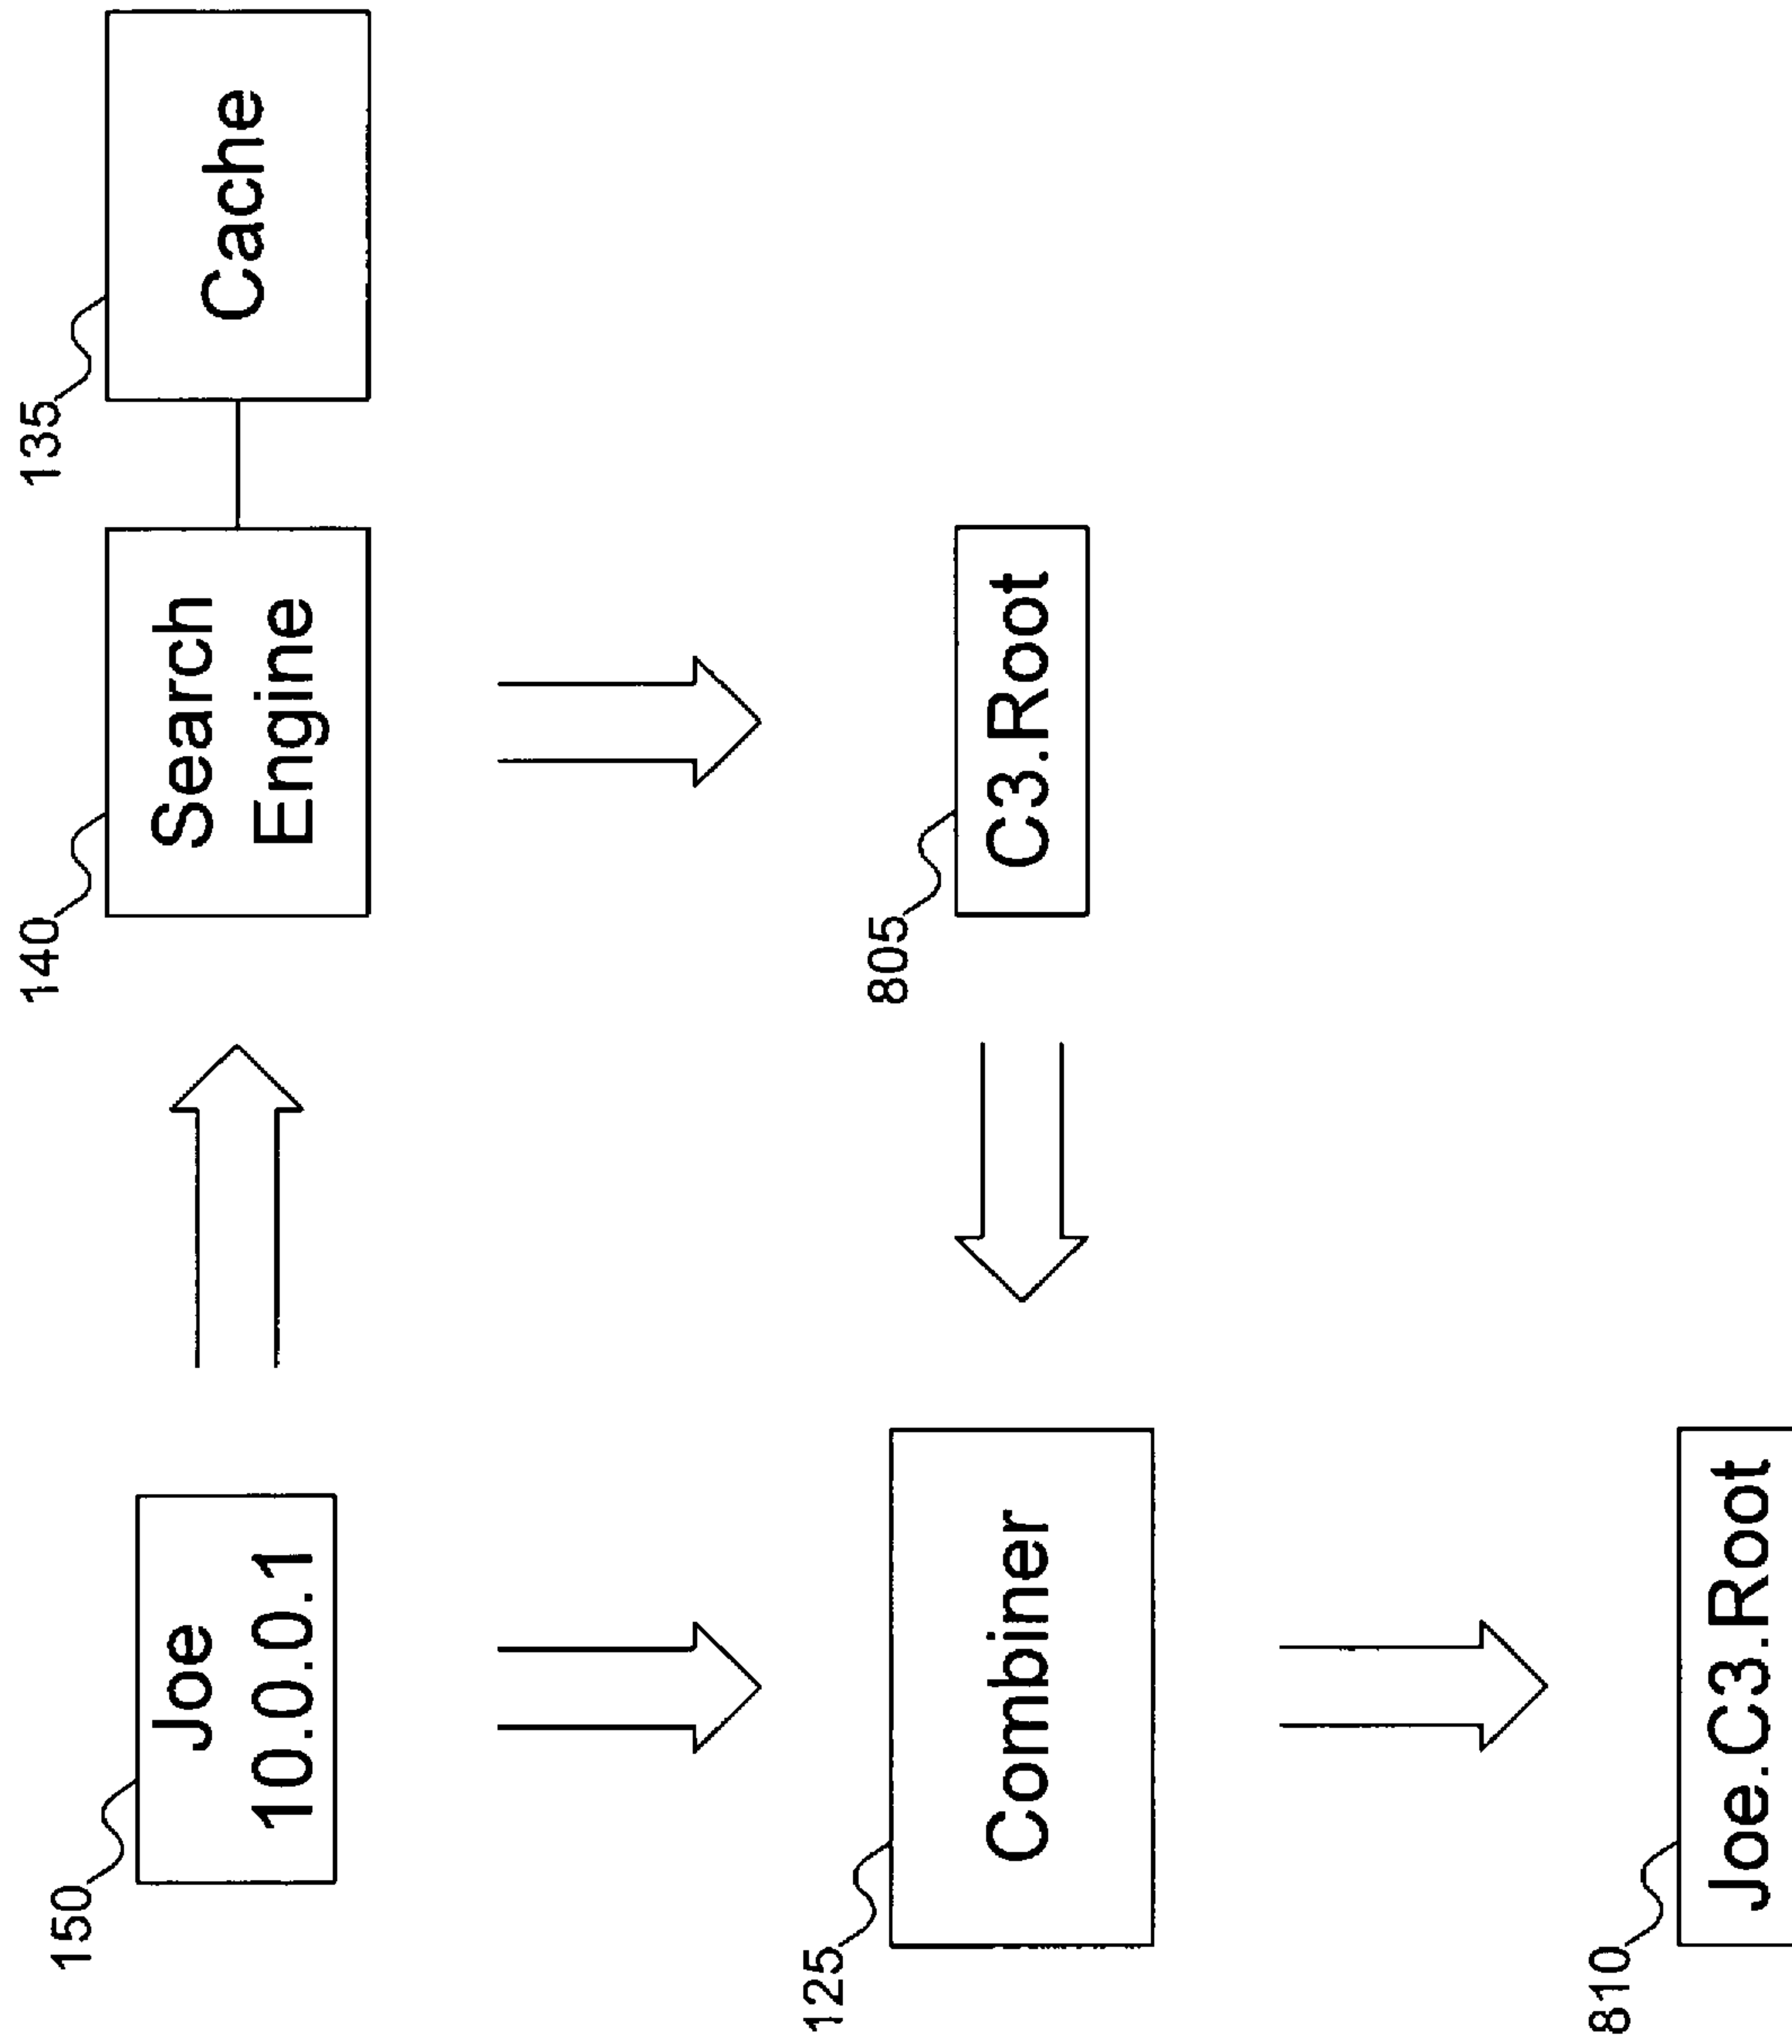 150
Joe
10.0.0.1
140
Search
Engine
135
Cache
125
Combiner
805
C3.Root
810
Joe.C3.Root